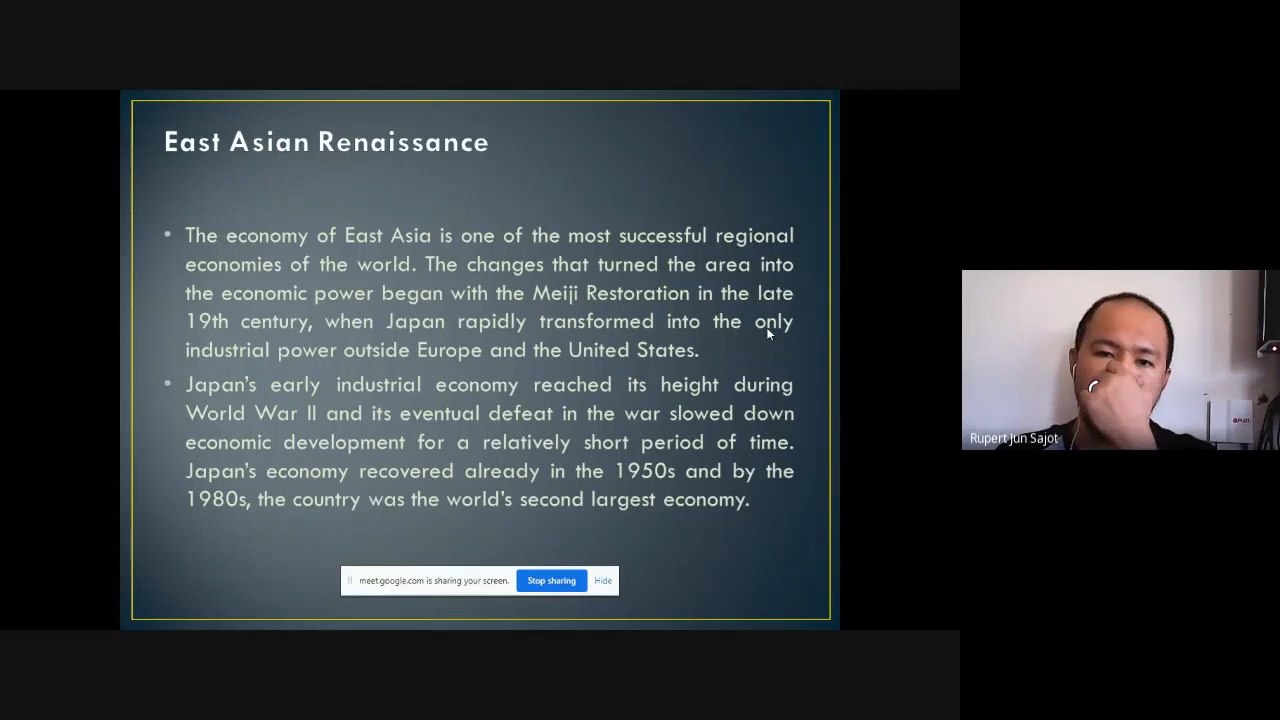 East Asian Renaissance
• The economy of East Asia is one of the most successful regional
economies of the world. The changes that turned the area into
the economic power began with the Meiji Restoration in the late
19th century, when Japan rapidly transformed into the only
industrial power outside Europe and the United States.
• Japan's early industrial economy reached its height during
World War II and its eventual defeat in the war slowed down
economic development for a relatively short period of time.
Japan's economy recovered already in the 1950s and by the
1980s, the country was the world's second largest economy.
meet.google.com is sharing your screen. Stop sharing Hide
Rupert Jun Sajot